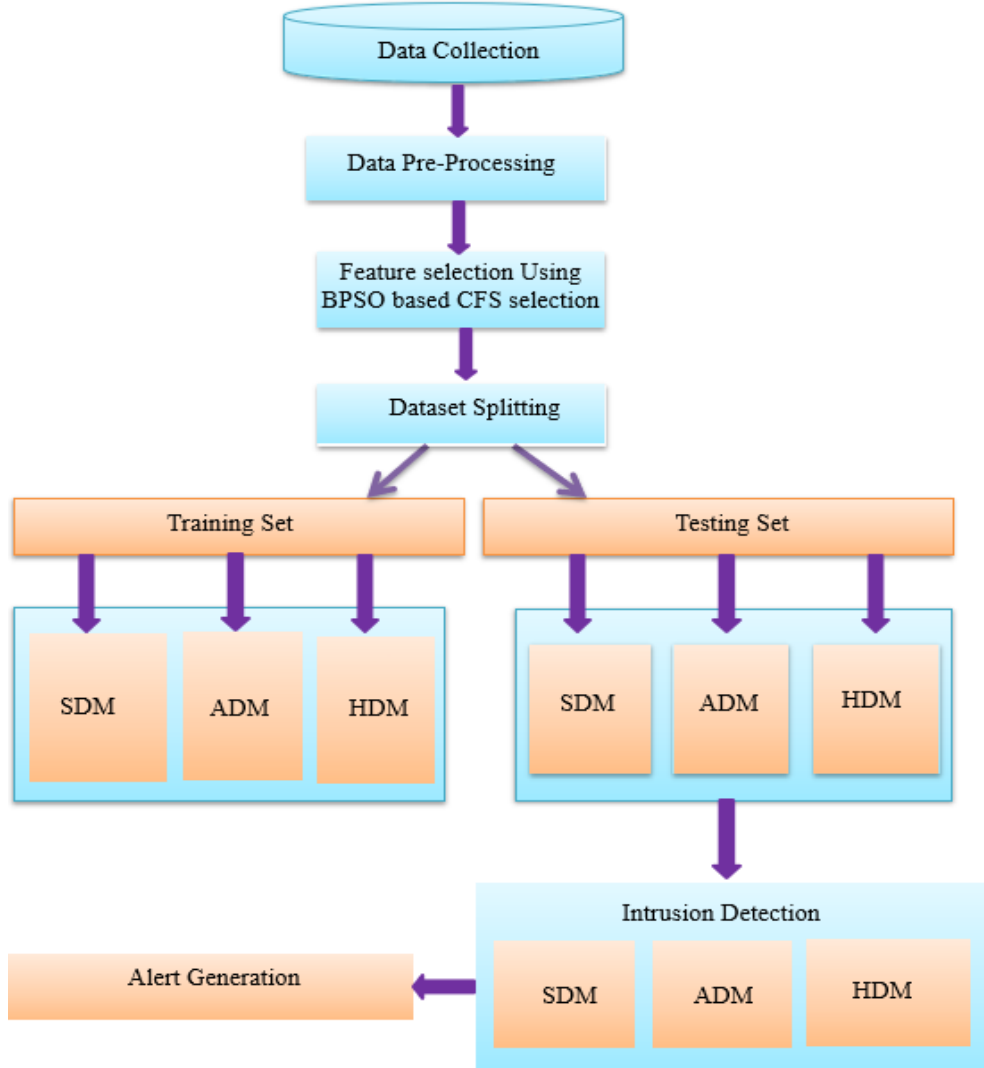 Data Collection
Data Pre-Processing
Feature selection Using
BPSO based CFS selection
Dataset Splitting
Training Set
Testing Set
SDM
ADM
HDM
SDM
ADM
HDM
Intrusion Detection
SDM
ADM
HDM
Alert Generation